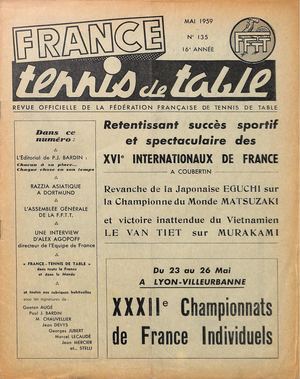 MAI 1959
N° 135
16e ANNÉE
FRANCE
tennis de table
REVUE OFFICIELLE DE LA FÉDÉRATION FRANÇAISE DE TENNIS DE TABLE
Dans ce
numéro :
L'Éditorial de P.J. BARDIN :
Chacun à sa place...
Chaque chose en son temps
RAZZIA ASIATIQUE
A DORTMUND
L'ASSEMBLÉE GÉNÉRALE
DE LA F.F.T.T.
UNE INTERVIEW
D'ALEX AGOPOFF
directeur de l'Equipe de France
« FRANCE - TENNIS DE TABLE »
dans toute la France
et dans le Monde
et toutes nos rubriques habituelles
sous les signatures de :
Gaston AUGÉ
Paul J. BARDIN
M. CHAUVELLIER
Jean DEVYS
Georges JUBERT
Marcel LECAUDÉ
Jean MERCIER
et... STELLI
Retentissant succès sportif
et spectaculaire des
XVIes INTERNATIONAUX DE FRANCE
A COUBERTIN
Revanche de la Japonaise EGUCHI sur
la Championne du Monde MATSUZAKI
et victoire inattendue du Vietnamien
LE VAN TIET sur MURAKAMI
Du 23 au 26 Mai
A LYON-VILLEURBANNE
XXXIIes Championnats
de France Individuels